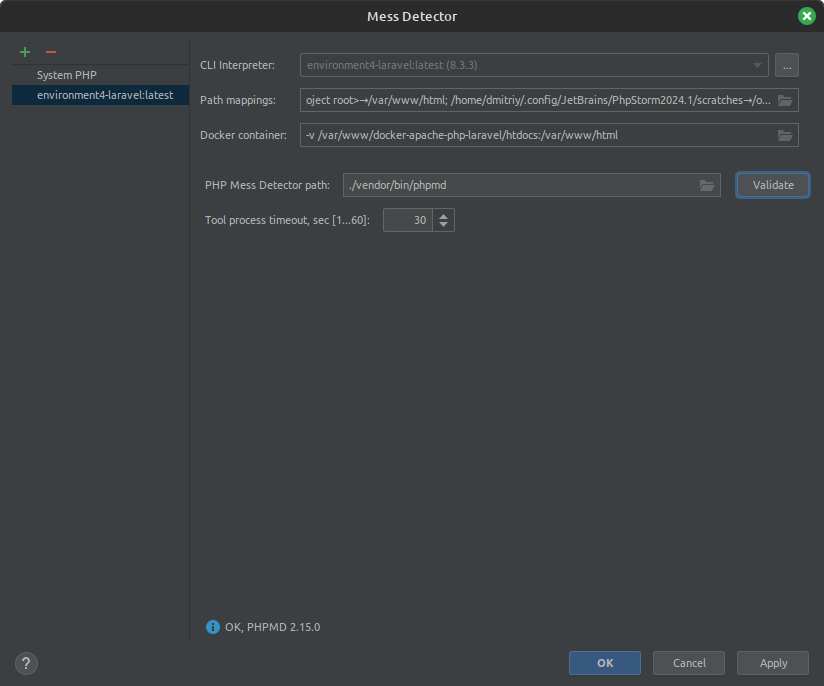 Mess Detector
System PHP
environment4-laravel:latest
CLI Interpreter: environment4-laravel:latest (8.3.3) ...
Path mappings: oject root>→/var/www/html; /home/dmitriy/.config/JetBrains/PhpStorm2024.1/scratches→/o...
Docker container: -v /var/www/docker-apache-php-laravel/htdocs:/var/www/html
PHP Mess Detector path: ./vendor/bin/phpmd Validate
Tool process timeout, sec [1...60]: 30
OK, PHPMD 2.15.0
? OK Cancel Apply